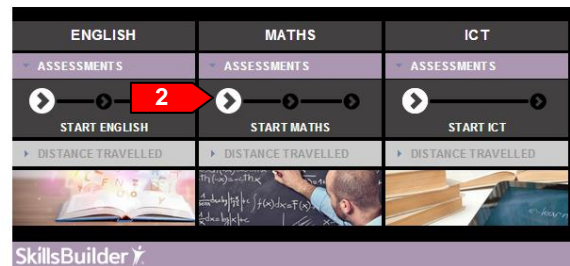 ENGLISH MATHS ICT
ASSESSMENTS ASSESSMENTS ASSESSMENTS
2
START ENGLISH START MATHS START ICT
DISTANCE TRAVELLED DISTANCE TRAVELLED DISTANCE TRAVELLED
SkillsBuilder